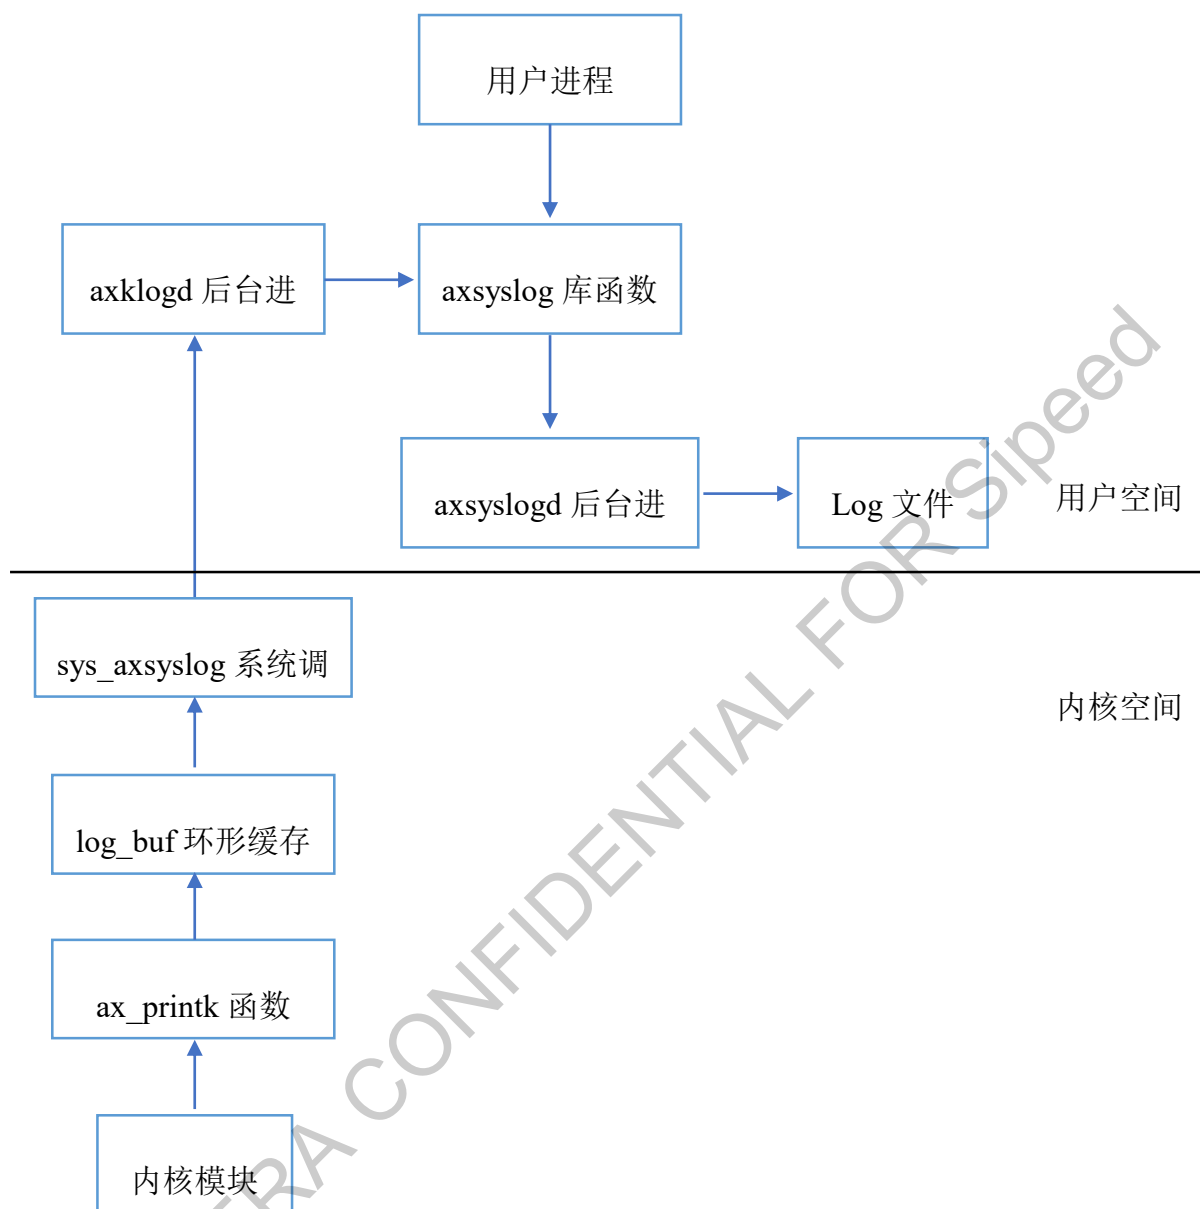 用户进程
axklogd 后台进
axsyslog 库函数
axsyslogd 后台进
Log 文件
用户空间
sys_axsyslog 系统调
内核空间
log_buf 环形缓存
ax_printk 函数
内核模块
RA CONFIDENTIAL FOR Sipeed